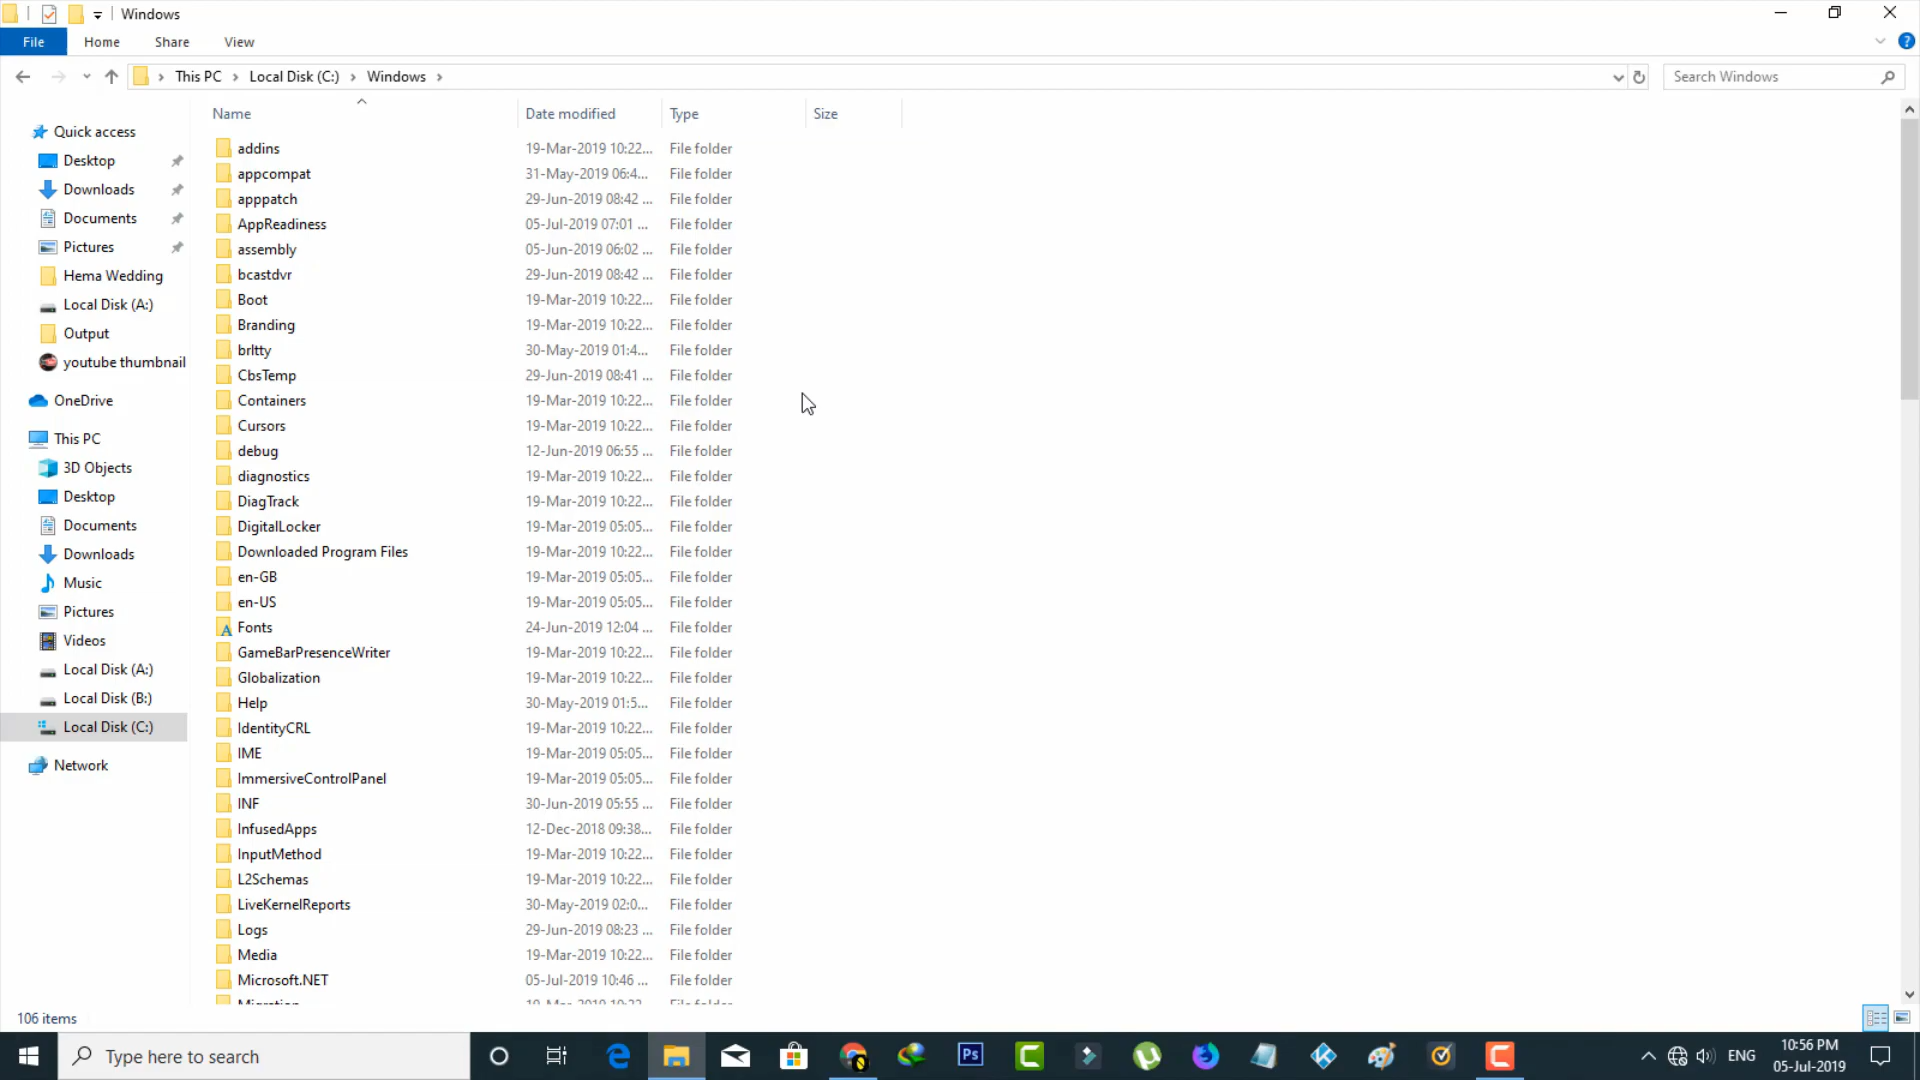 Windows
File Home Share View
This PC Local Disk (C:) Windows
Search Windows
Name Date modified Type Size
Quick access
Desktop
Downloads
Documents
Pictures
Hema Wedding
Local Disk (A:)
Output
youtube thumbnail
OneDrive
This PC
3D Objects
Desktop
Documents
Downloads
Music
Pictures
Videos
Local Disk (A:)
Local Disk (B:)
Local Disk (C:)
Network
addins 19-Mar-2019 10:22... File folder
appcompat 31-May-2019 06:4... File folder
apppatch 29-Jun-2019 08:42 ... File folder
AppReadiness 05-Jul-2019 07:01 ... File folder
assembly 05-Jun-2019 06:02 ... File folder
bcastdvr 29-Jun-2019 08:42 ... File folder
Boot 19-Mar-2019 10:22... File folder
Branding 19-Mar-2019 10:22... File folder
brltty 30-May-2019 01:4... File folder
CbsTemp 29-Jun-2019 08:41 ... File folder
Containers 19-Mar-2019 10:22... File folder
Cursors 19-Mar-2019 10:22... File folder
debug 12-Jun-2019 06:55 ... File folder
diagnostics 19-Mar-2019 10:22... File folder
DiagTrack 19-Mar-2019 10:22... File folder
DigitalLocker 19-Mar-2019 05:05... File folder
Downloaded Program Files 19-Mar-2019 10:22... File folder
en-GB 19-Mar-2019 05:05... File folder
en-US 19-Mar-2019 05:05... File folder
Fonts 24-Jun-2019 12:04 ... File folder
GameBarPresenceWriter 19-Mar-2019 10:22... File folder
Globalization 19-Mar-2019 10:22... File folder
Help 30-May-2019 01:5... File folder
IdentityCRL 19-Mar-2019 10:22... File folder
IME 19-Mar-2019 05:05... File folder
ImmersiveControlPanel 19-Mar-2019 05:05... File folder
INF 30-Jun-2019 05:55 ... File folder
InfusedApps 12-Dec-2018 09:38... File folder
InputMethod 19-Mar-2019 10:22... File folder
L2Schemas 19-Mar-2019 10:22... File folder
LiveKernelReports 30-May-2019 02:0... File folder
Logs 29-Jun-2019 08:23 ... File folder
Media 19-Mar-2019 10:22... File folder
Microsoft.NET 05-Jul-2019 10:46 ... File folder
Migration 19-Mar-2019 10:22... File folder
106 items
Type here to search
Ps
ENG
10:56 PM
05-Jul-2019